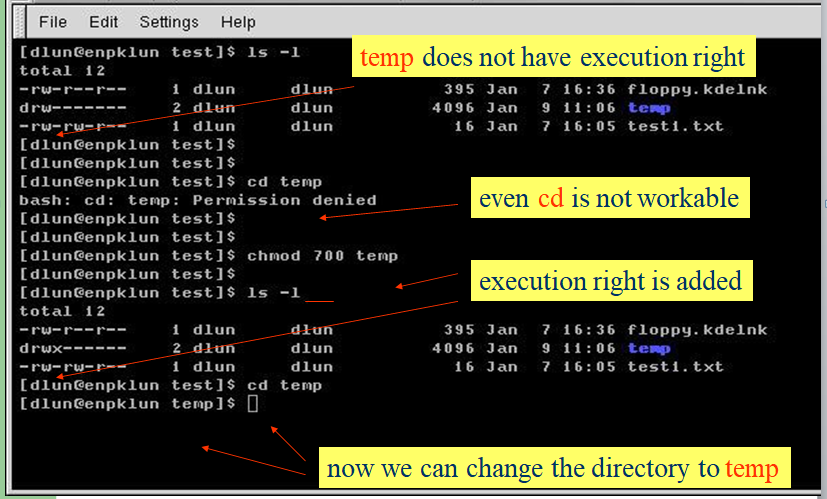 File Edit Settings Help
[dlun@enpklun test]$ ls -l
temp does not have execution right
total 12
-rw-r--r-- 1 dlun dlun 395 Jan 7 16:36 floppy.kdelnk
drw------- 2 dlun dlun 4096 Jan 9 11:06 temp
-rw-rw-r-- 1 dlun dlun 16 Jan 7 16:05 test1.txt
[dlun@enpklun test]$
[dlun@enpklun test]$
[dlun@enpklun test]$ cd temp
bash: cd: temp: Permission denied
even cd is not workable
[dlun@enpklun test]$
[dlun@enpklun test]$
[dlun@enpklun test]$ chmod 700 temp
[dlun@enpklun test]$
execution right is added
[dlun@enpklun test]$ ls -l
total 12
-rw-r--r-- 1 dlun dlun 395 Jan 7 16:36 floppy.kdelnk
drwx------ 2 dlun dlun 4096 Jan 9 11:06 temp
-rw-rw-r-- 1 dlun dlun 16 Jan 7 16:05 test1.txt
[dlun@enpklun test]$ cd temp
[dlun@enpklun temp]$
now we can change the directory to temp